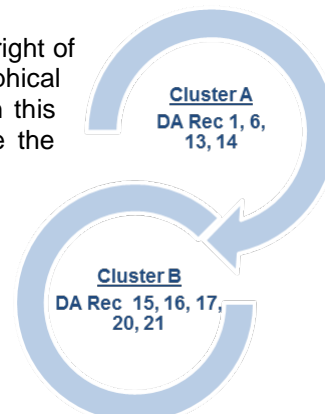 right of
this
the
Cluster A
DA Rec 1, 6,
13, 14
Cluster B
DA Rec 15, 16, 17,
20, 21